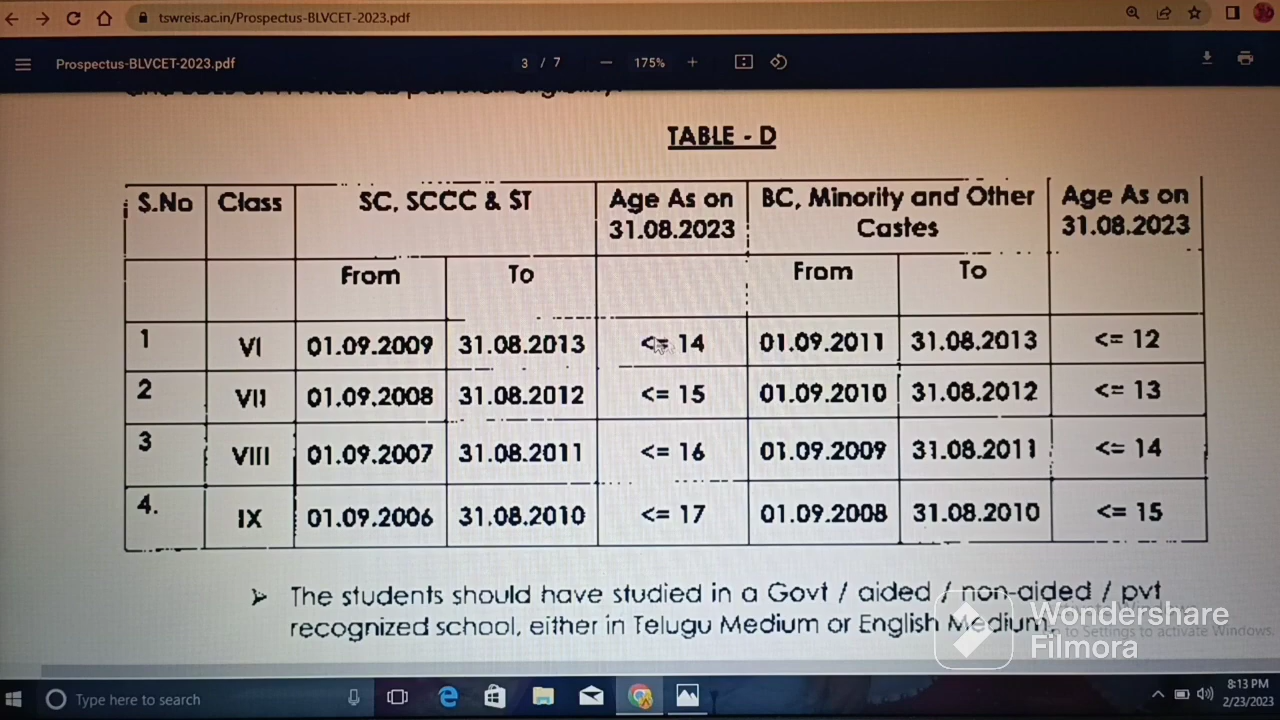 tswreis.ac.in/Prospectus-BLVCET-2023.pdf
Prospectus-BLVCET-2023.pdf
3 / 7
175%
TABLE - D
S.No Class SC, SCCC & ST Age As on 31.08.2023 BC, Minority and Other Castes Age As on 31.08.2023
From To From To
1 VI 01.09.2009 31.08.2013 <= 14 01.09.2011 31.08.2013 <= 12
2 VII 01.09.2008 31.08.2012 <= 15 01.09.2010 31.08.2012 <= 13
3 VIII 01.09.2007 31.08.2011 <= 16 01.09.2009 31.08.2011 <= 14
4. IX 01.09.2006 31.08.2010 <= 17 01.09.2008 31.08.2010 <= 15
➢ The students should have studied in a Govt / aided / non-aided / pvt
recognized school, either in Telugu Medium or English Medium.
Wondershare
Filmora
to Settings to activate Windows.
Type here to search
8:13 PM
2/23/2023